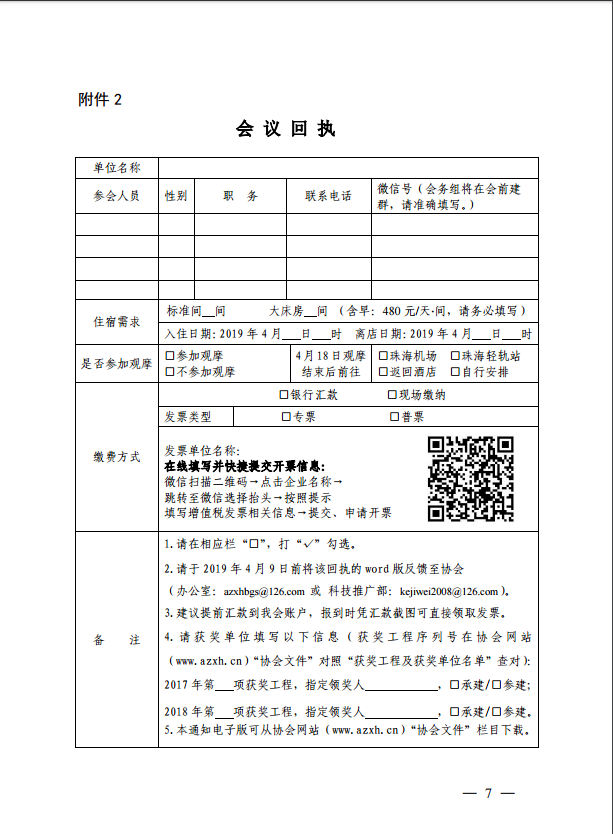 附件 2
会 议 回 执
单位名称
参会人员 性别 职 务 联系电话 微信号（会务组将在会前建
群，请准确填写。）
住宿需求
标准间__间 大床房__间 （含早：480 元/天·间，请务必填写）
入住日期：2019 年 4 月___日___时 离店日期：2019 年 4 月___日___时
是否参加观摩
□参加观摩
□不参加观摩
4 月 18 日观摩
结束后前往
□珠海机场 □珠海轻轨站
□返回酒店 □自行安排
缴费方式
□银行汇款 □现场缴纳
发票类型 □专票 □普票
发票单位名称：
在线填写并快捷提交开票信息：
微信扫描二维码→点击企业名称→
跳转至微信选择抬头→按照提示
填写增值税发票相关信息→提交、申请开票
备 注
1.请在相应栏“□”，打“✓”勾选。
2.请于 2019 年 4 月 9 日前将该回执的 word 版反馈至协会
（办公室：azxhbgs@126.com 或 科技推广部：kejiwei2008@126.com）。
3.建议提前汇款到我会账户，报到时凭汇款截图可直接领取发票。
4.请获奖单位填写以下信息（获奖工程序列号在协会网站
（www.azxh.cn）“协会文件”对照“获奖工程及获奖单位名单”查对）：
2017 年第___项获奖工程，指定领奖人___________，□承建/□参建;
2018 年第___项获奖工程，指定领奖人___________，□承建/□参建。
5.本通知电子版可从协会网站（www.azxh.cn）“协会文件”栏目下载。
— 7 —